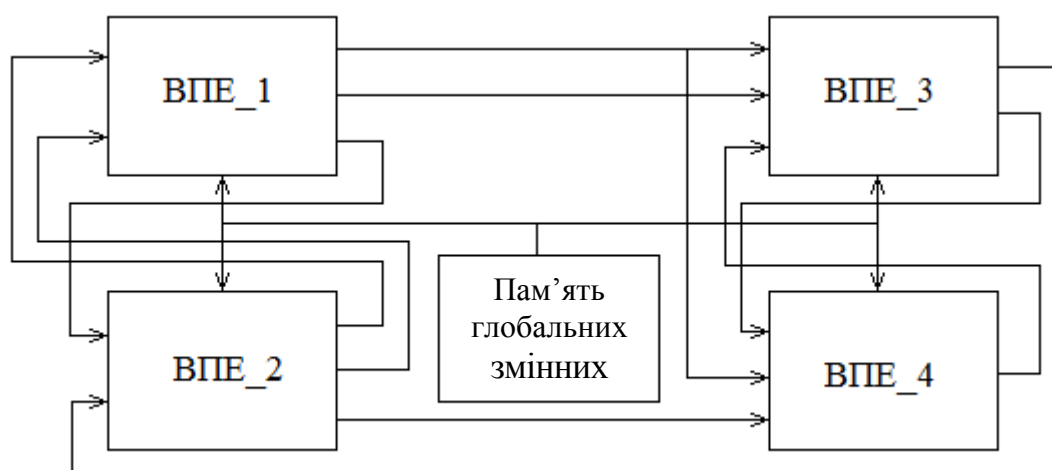 ВПЕ_1
ВПЕ_3
Пам’ять
глобальних
змінних
ВПЕ_2
ВПЕ_4